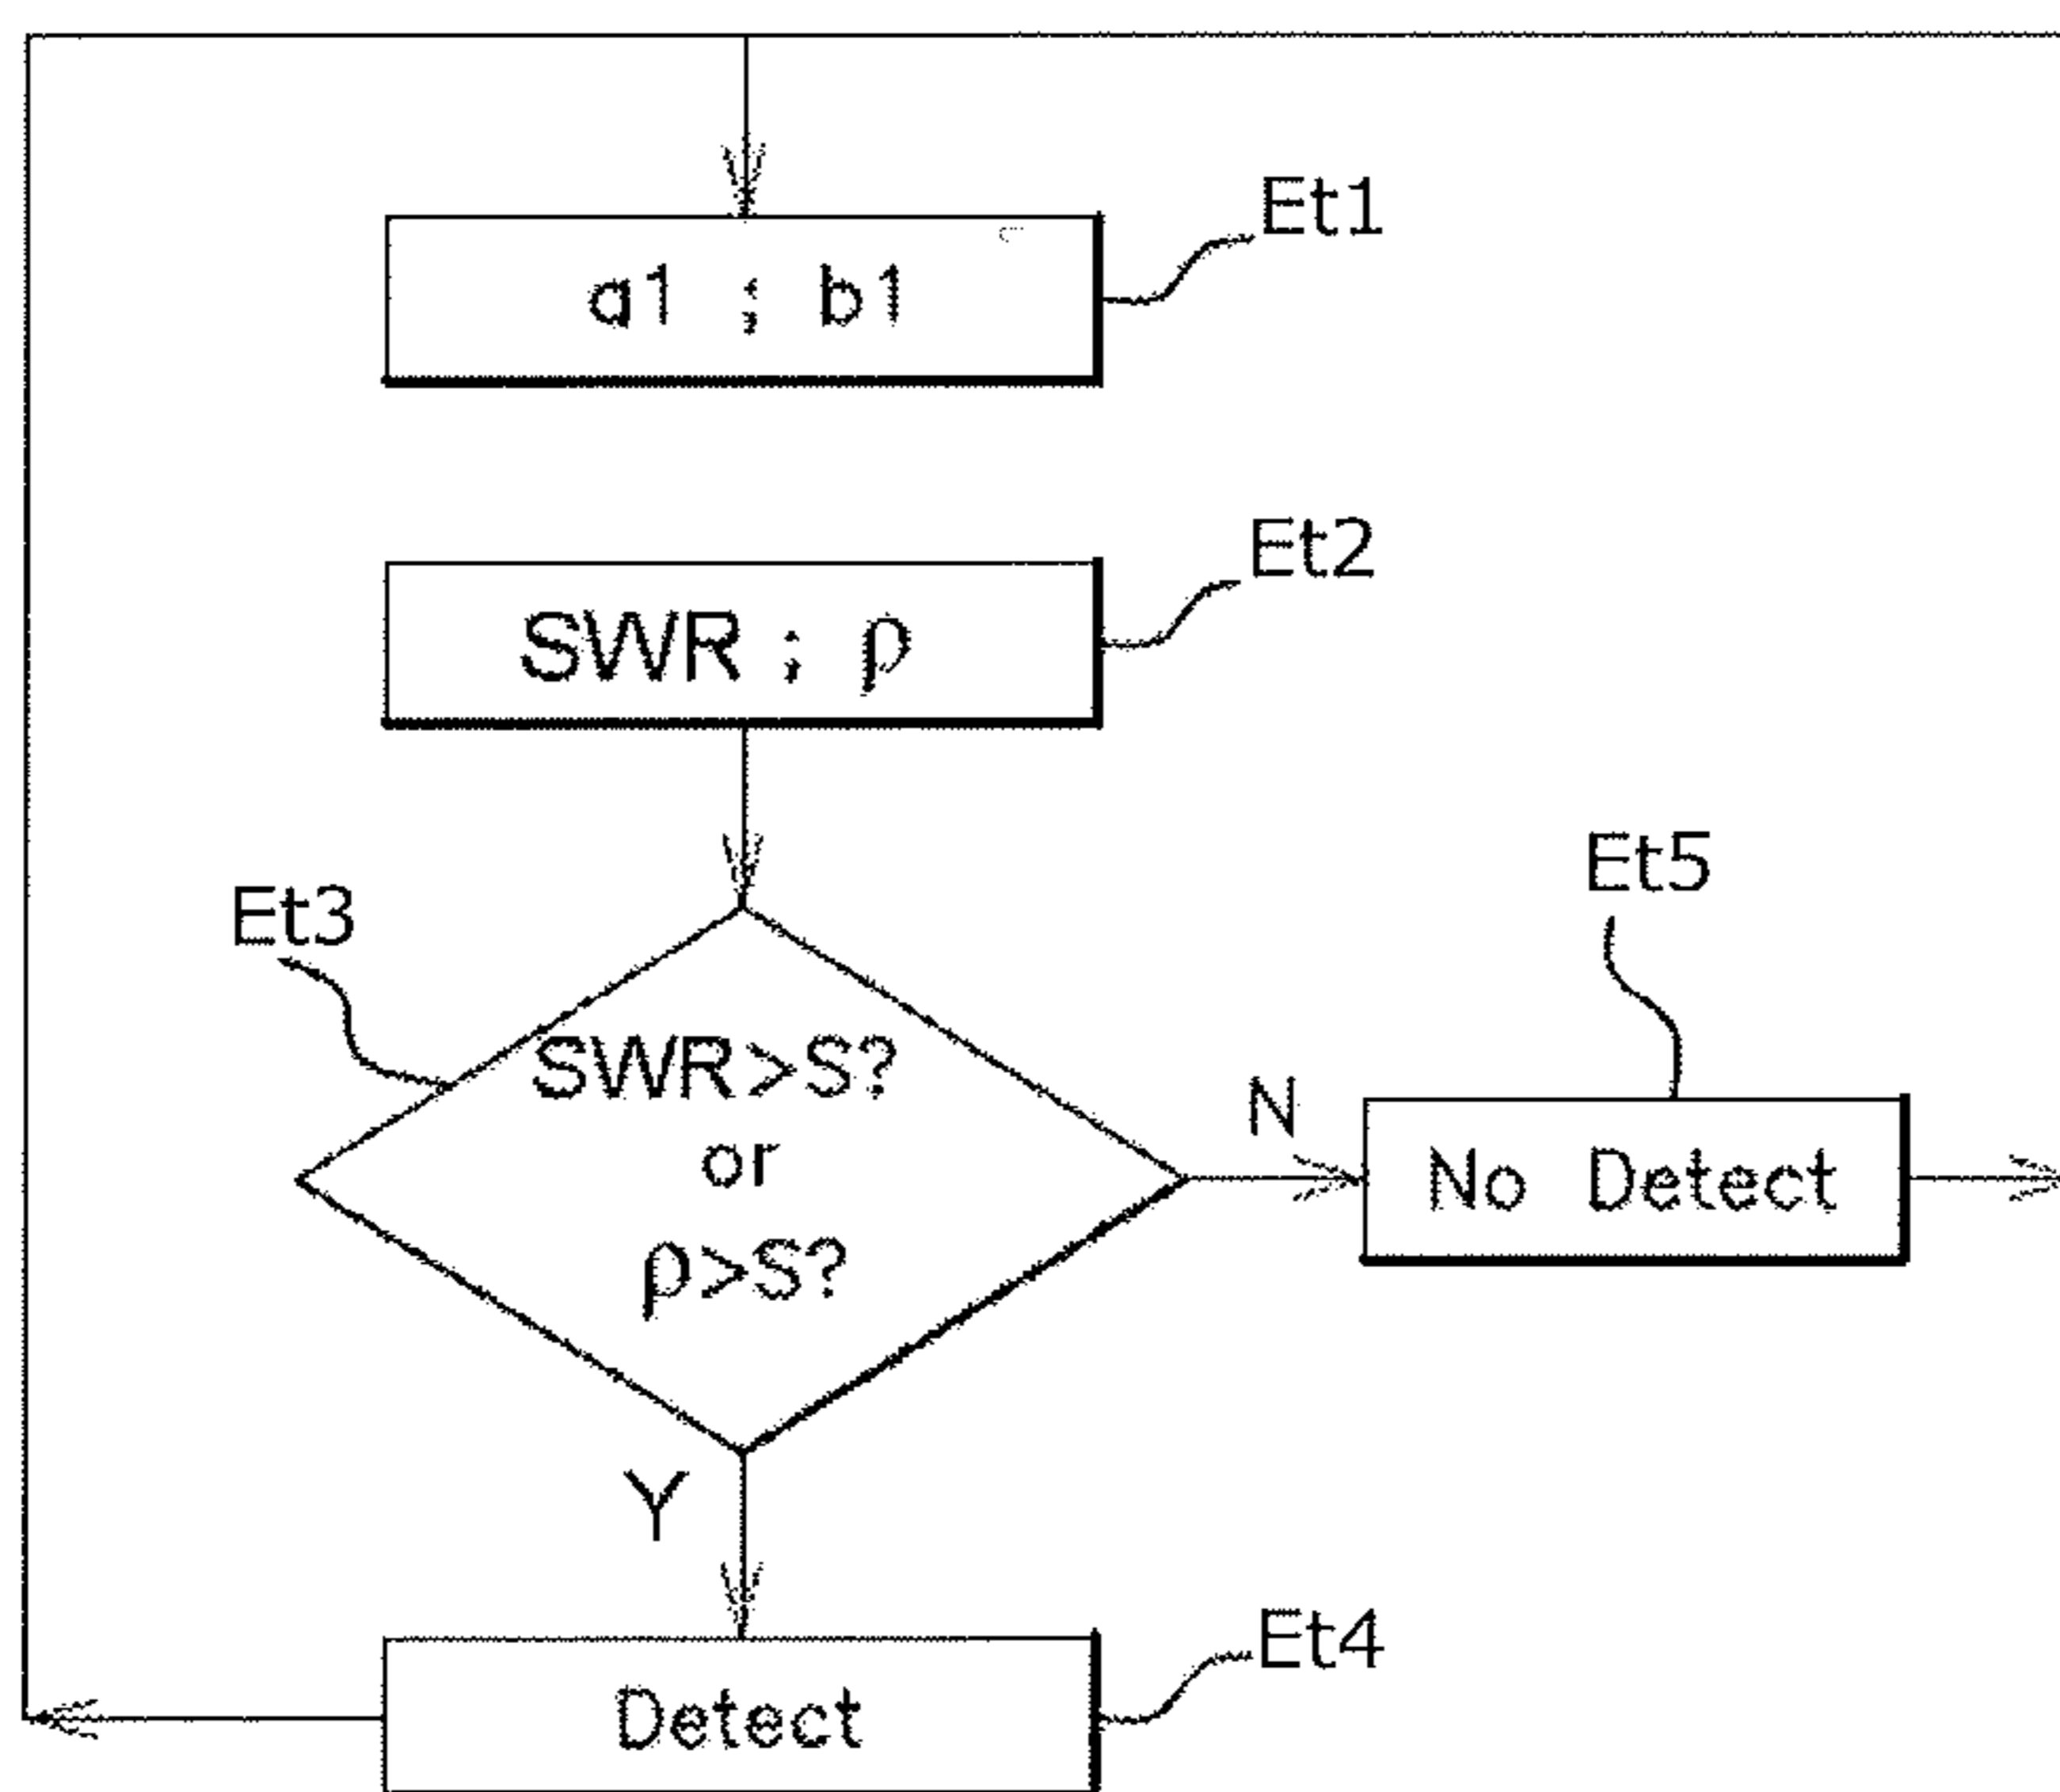 Et1
a1 ; b1
Et2
SWR ; ρ
Et3
SWR>S?
or
ρ>S?
N
Et5
No Detect
Y
Et4
Detect